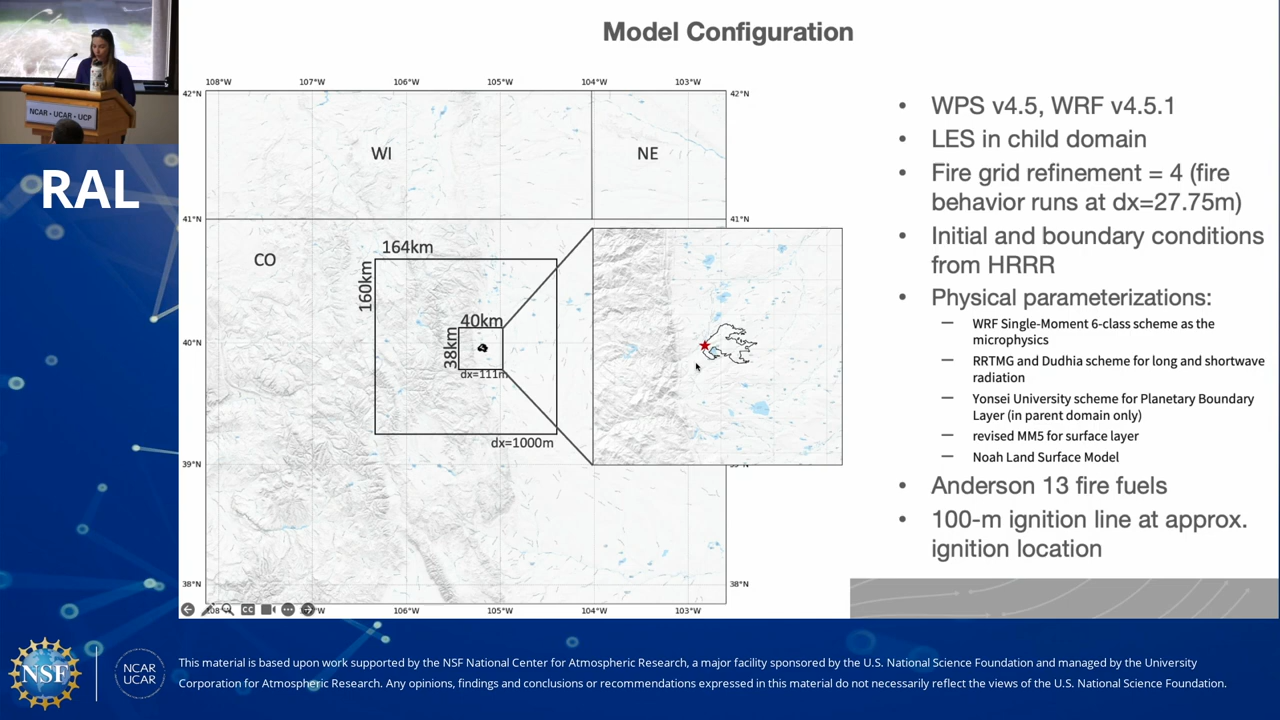 Model Configuration
NCAR • UCAR • UCP
RAL
108°W 107°W 106°W 105°W 104°W 103°W
42°N 42°N
WI NE
41°N 41°N
CO
164km
160km
40km
38km
dx=111m
dx=1000m
40°N
39°N
38°N 38°N
106°W 105°W 104°W 103°W
• WPS v4.5, WRF v4.5.1
• LES in child domain
• Fire grid refinement = 4 (fire
behavior runs at dx=27.75m)
• Initial and boundary conditions
from HRRR
• Physical parameterizations:
— WRF Single-Moment 6-class scheme as the
microphysics
— RRTMG and Dudhia scheme for long and shortwave
radiation
— Yonsei University scheme for Planetary Boundary
Layer (in parent domain only)
— revised MM5 for surface layer
— Noah Land Surface Model
• Anderson 13 fire fuels
• 100-m ignition line at approx.
ignition location
CC
NSF
NCAR
UCAR
This material is based upon work supported by the NSF National Center for Atmospheric Research, a major facility sponsored by the U.S. National Science Foundation and managed by the University
Corporation for Atmospheric Research. Any opinions, findings and conclusions or recommendations expressed in this material do not necessarily reflect the views of the U.S. National Science Foundation.